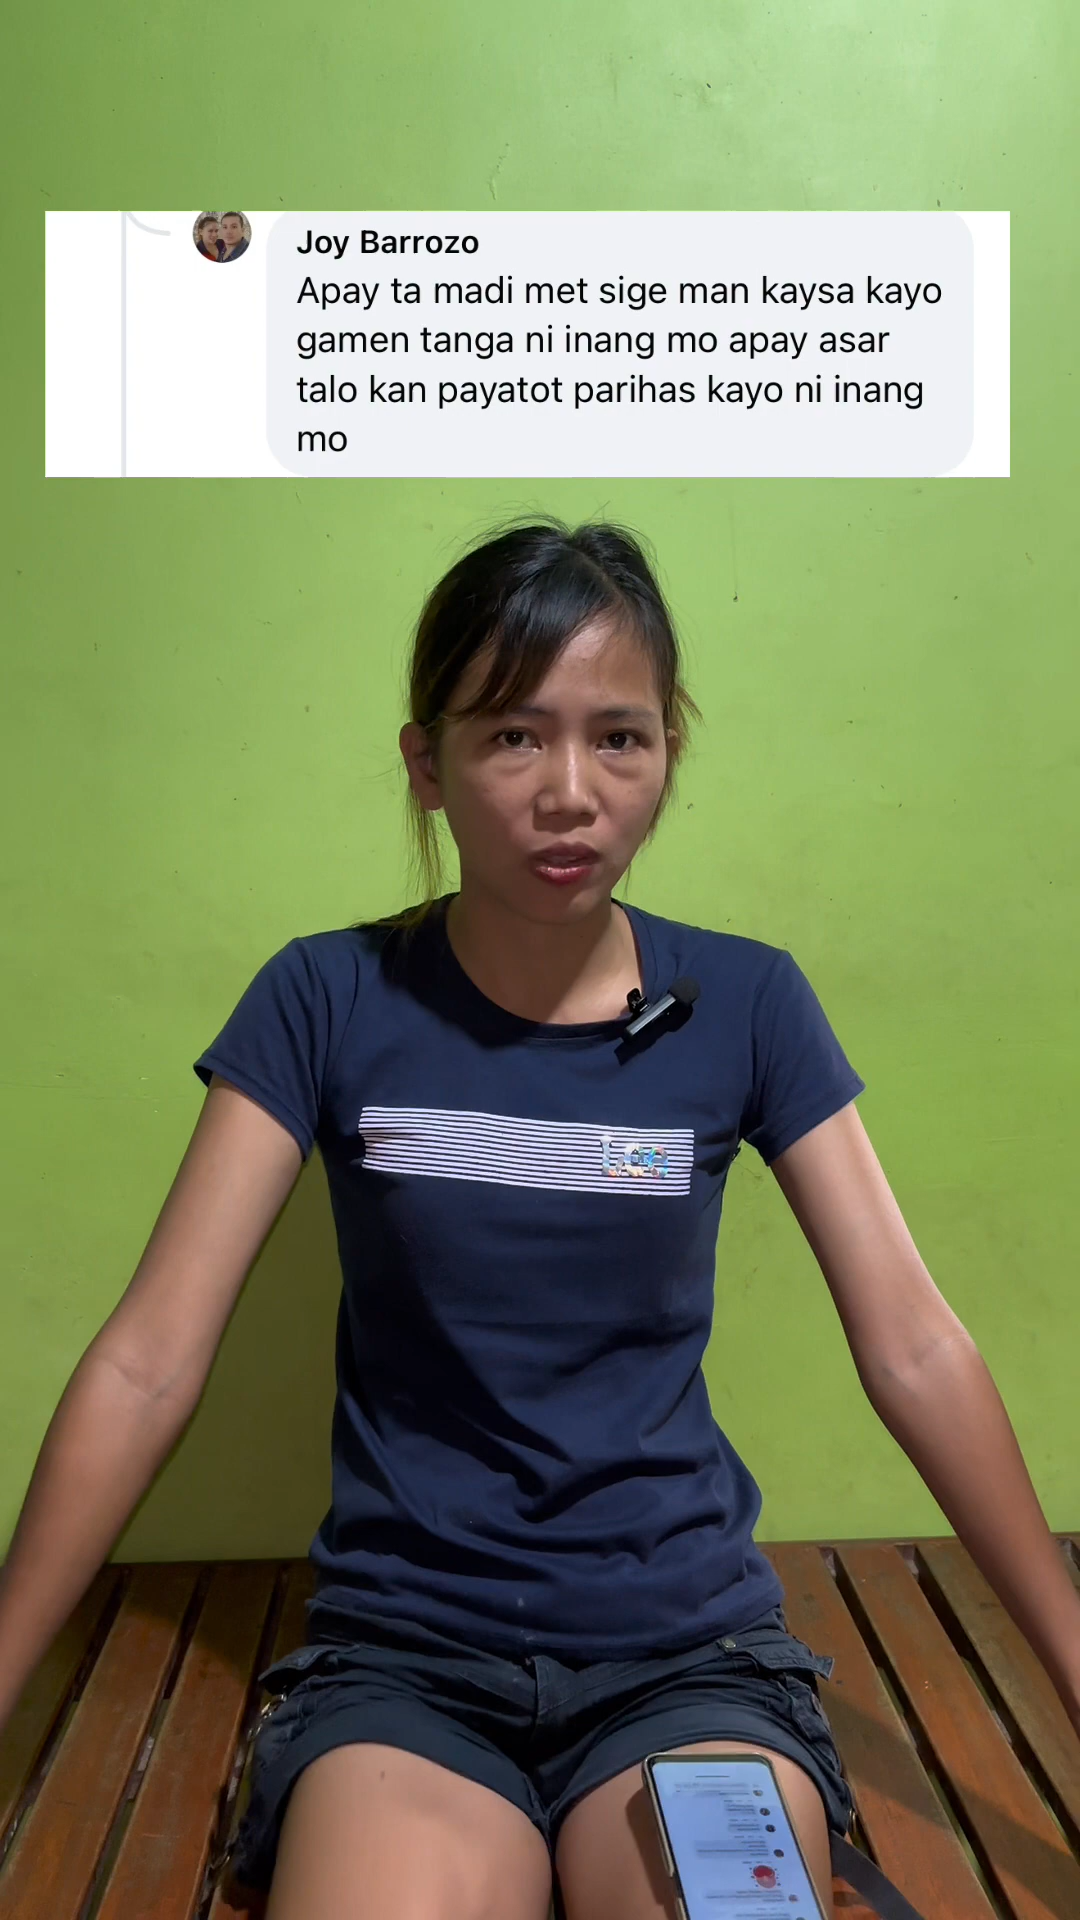 Joy Barrozo
Apay ta madi met sige man kaysa kayo
gamen tanga ni inang mo apay asar
talo kan payatot parihas kayo ni inang
mo